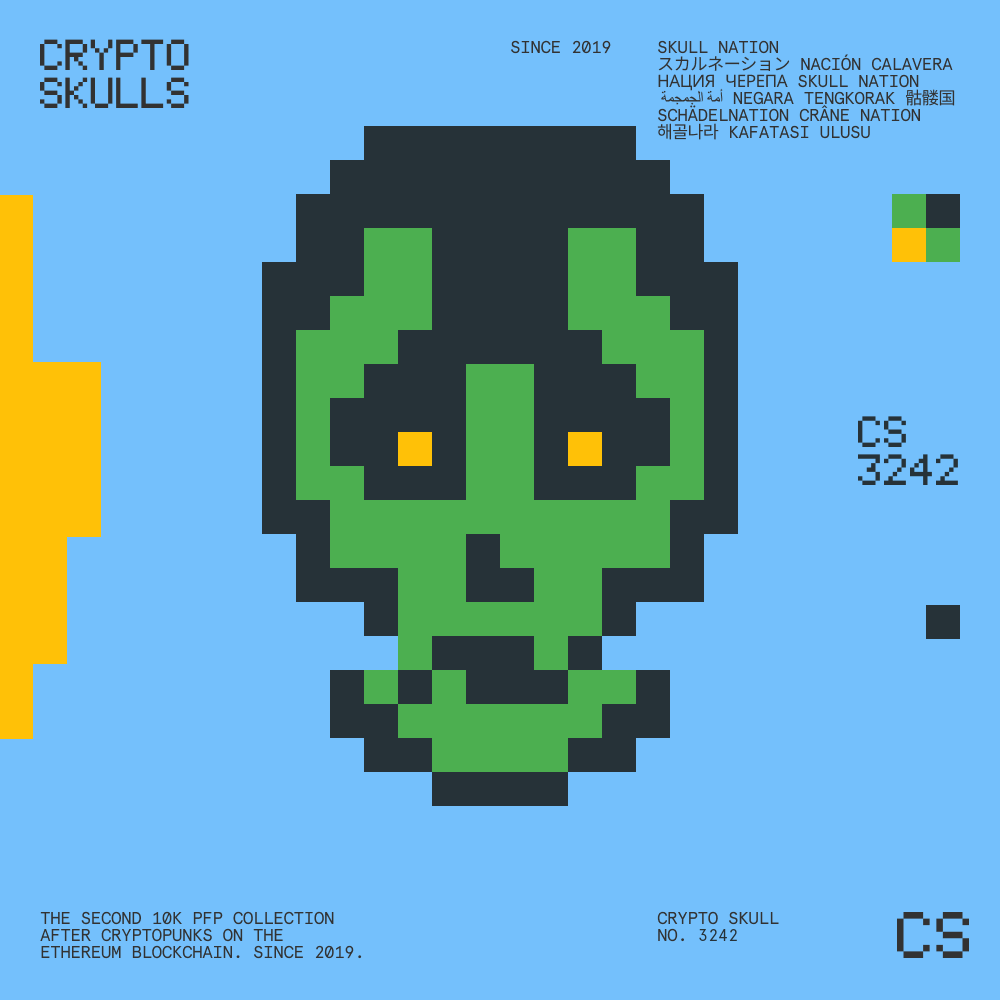 CRYPTO
SKULLS
SINCE 2019
SKULL NATION
スカルネーション NACIÓN CALAVERA
НАЦИЯ ЧЕРЕПА SKULL NATION
أمة الجمجمة NEGARA TENGKORAK 骷髅国
SCHÄDELNATION CRÂNE NATION
해골나라 KAFATASI ULUSU
CS
3242
THE SECOND 10K PFP COLLECTION
AFTER CRYPTOPUNKS ON THE
ETHEREUM BLOCKCHAIN. SINCE 2019.
CRYPTO SKULL
NO. 3242
CS